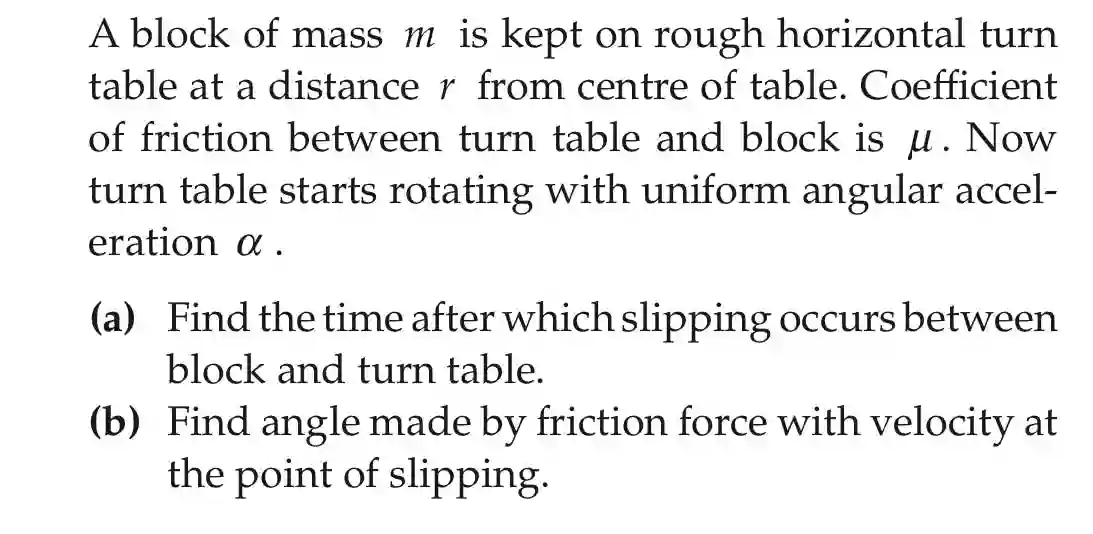 A block of mass m is kept on rough horizontal turn
table at a distance r from centre of table. Coefficient
of friction between turn table and block is μ. Now
turn table starts rotating with uniform angular accel-
eration α.
(a) Find the time after which slipping occurs between
block and turn table.
(b) Find angle made by friction force with velocity at
the point of slipping.